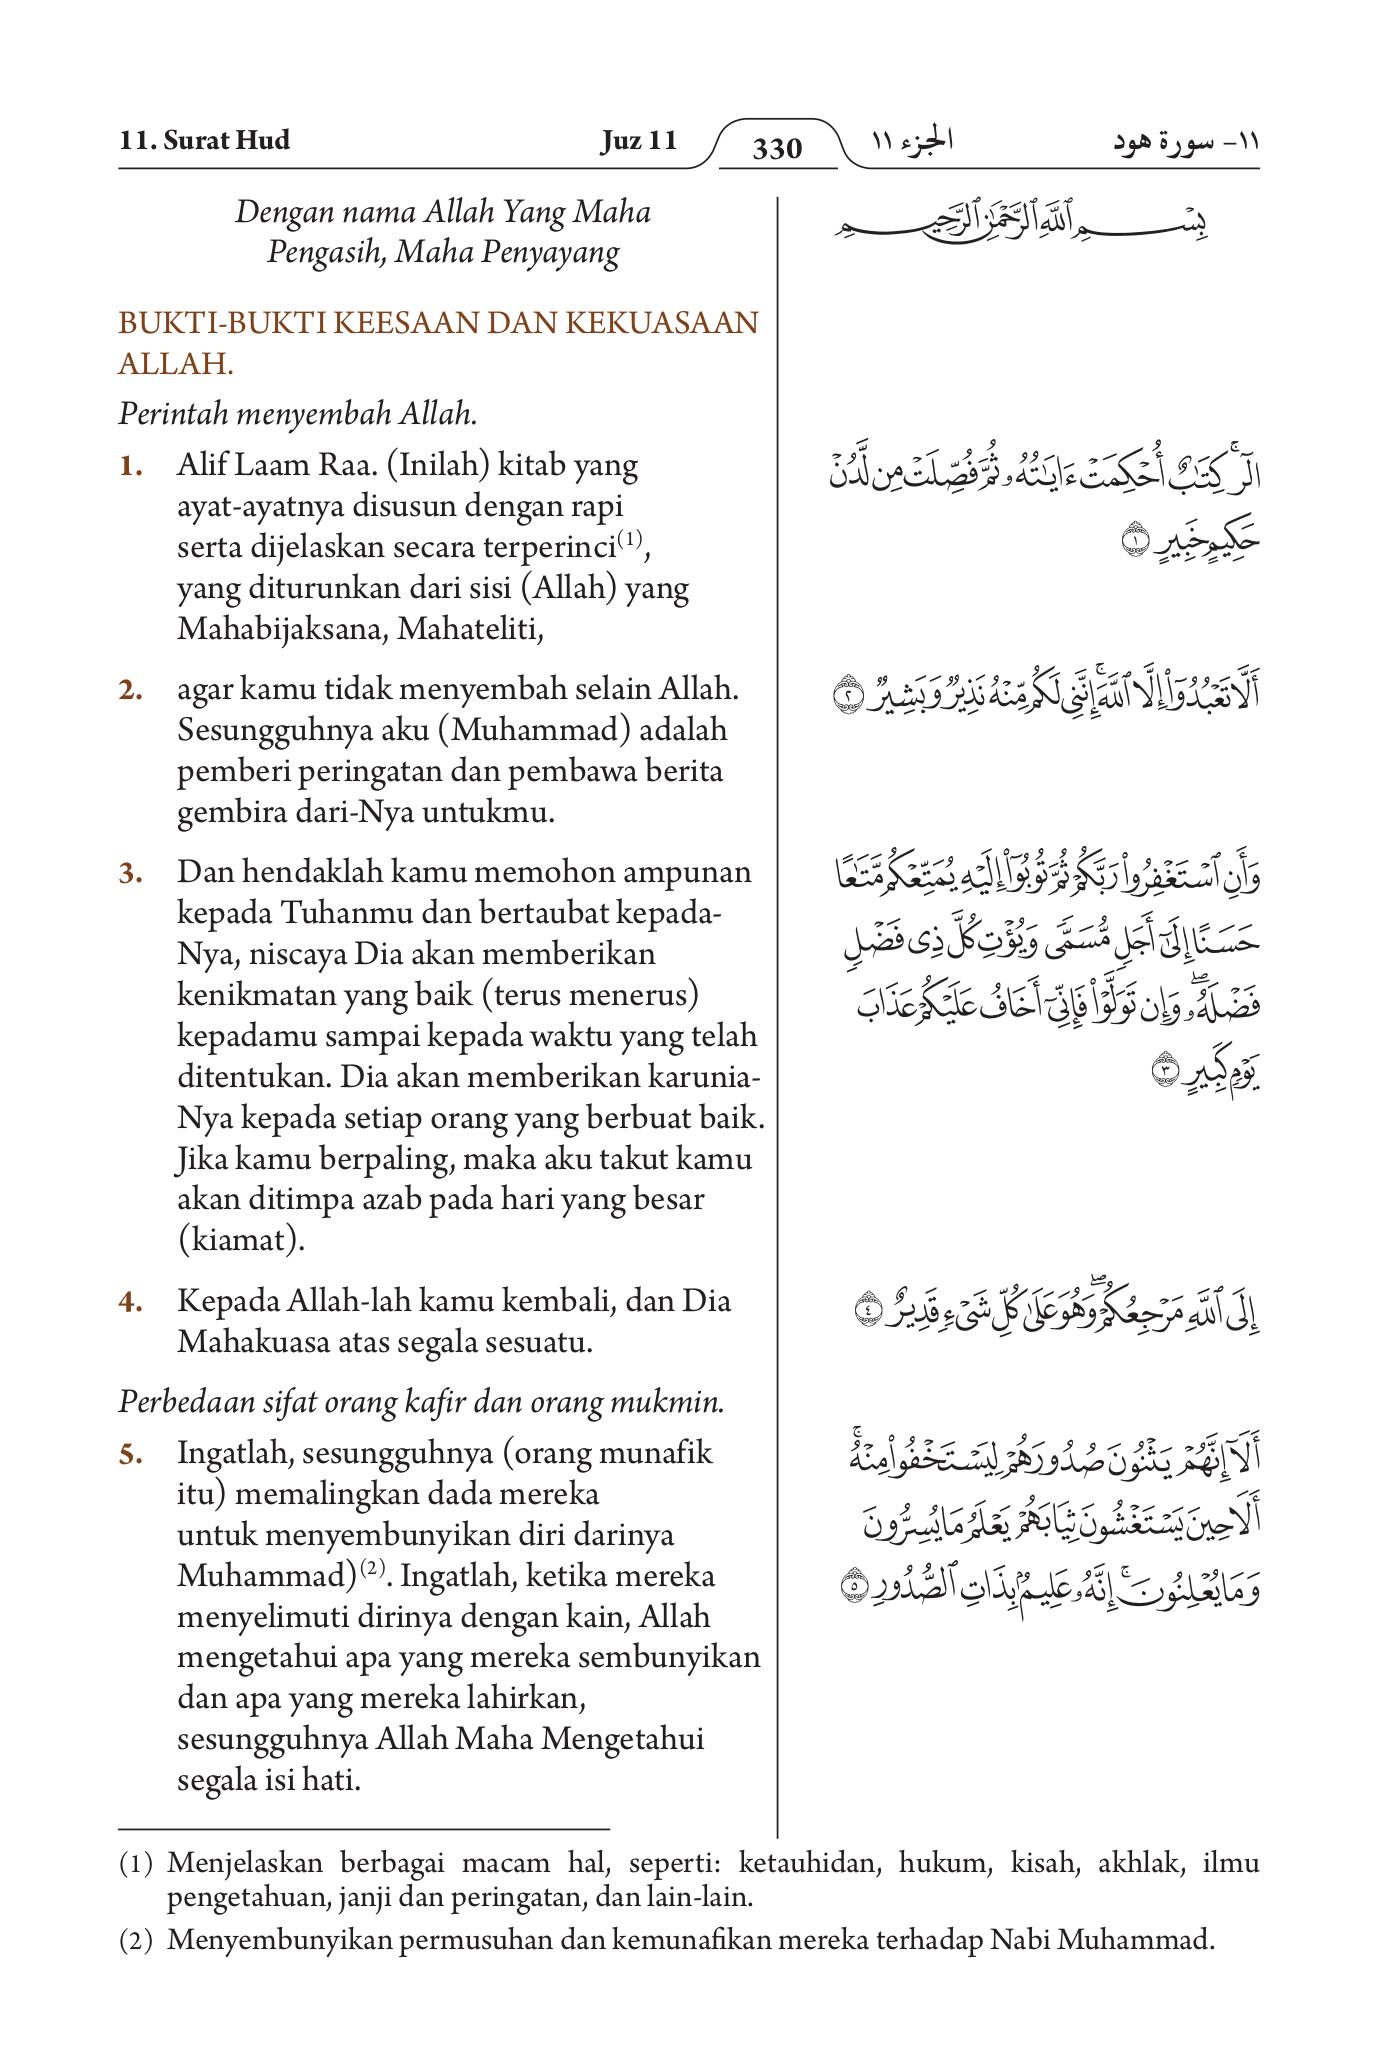 11. Surat Hud Juz 11 330 الجزء ١١ ١١- سورة هود
Dengan nama Allah Yang Maha
Pengasih, Maha Penyayang
BUKTI-BUKTI KEESAAN DAN KEKUASAAN
ALLAH.
Perintah menyembah Allah.
1. Alif Laam Raa. (Inilah) kitab yang
ayat-ayatnya disusun dengan rapi
serta dijelaskan secara terperinci(1),
yang diturunkan dari sisi (Allah) yang
Mahabijaksana, Mahateliti,
2. agar kamu tidak menyembah selain Allah.
Sesungguhnya aku (Muhammad) adalah
pemberi peringatan dan pembawa berita
gembira dari-Nya untukmu.
3. Dan hendaklah kamu memohon ampunan
kepada Tuhanmu dan bertaubat kepada-
Nya, niscaya Dia akan memberikan
kenikmatan yang baik (terus menerus)
kepadamu sampai kepada waktu yang telah
ditentukan. Dia akan memberikan karunia-
Nya kepada setiap orang yang berbuat baik.
Jika kamu berpaling, maka aku takut kamu
akan ditimpa azab pada hari yang besar
(kiamat).
4. Kepada Allah-lah kamu kembali, dan Dia
Mahakuasa atas segala sesuatu.
Perbedaan sifat orang kafir dan orang mukmin.
5. Ingatlah, sesungguhnya (orang munafik
itu) memalingkan dada mereka
untuk menyembunyikan diri darinya
Muhammad)(2). Ingatlah, ketika mereka
menyelimuti dirinya dengan kain, Allah
mengetahui apa yang mereka sembunyikan
dan apa yang mereka lahirkan,
sesungguhnya Allah Maha Mengetahui
segala isi hati.
بِسْمِ ٱللَّهِ ٱلرَّحْمَٰنِ ٱلرَّحِيمِ
الٓرۚ كِتَٰبٌ أُحْكِمَتْ ءَايَٰتُهُۥ ثُمَّ فُصِّلَتْ مِن لَّدُنْ
حَكِيمٍ خَبِيرٍ ١
أَلَّا تَعْبُدُوٓا۟ إِلَّا ٱللَّهَۚ إِنَّنِى لَكُم مِّنْهُ نَذِيرٌ وَبَشِيرٌ ٢
وَأَنِ ٱسْتَغْفِرُوا۟ رَبَّكُمْ ثُمَّ تُوبُوٓا۟ إِلَيْهِ يُمَتِّعْكُم مَّتَٰعًا
حَسَنًا إِلَىٰٓ أَجَلٍ مُّسَمًّى وَيُؤْتِ كُلَّ ذِى فَضْلٍ
فَضْلَهُۥۖ وَإِن تَوَلَّوْا۟ فَإِنِّىٓ أَخَافُ عَلَيْكُمْ عَذَابَ
يَوْمٍ كَبِيرٍ ٣
إِلَى ٱللَّهِ مَرْجِعُكُمْۖ وَهُوَ عَلَىٰ كُلِّ شَىْءٍ قَدِيرٌ ٤
أَلَآ إِنَّهُمْ يَثْنُونَ صُدُورَهُمْ لِيَسْتَخْفُوا۟ مِنْهُۚ
أَلَا حِينَ يَسْتَغْشُونَ ثِيَابَهُمْ يَعْلَمُ مَا يُسِرُّونَ
وَمَا يُعْلِنُونَۚ إِنَّهُۥ عَلِيمٌۢ بِذَاتِ ٱلصُّدُورِ ٥
(1) Menjelaskan berbagai macam hal, seperti: ketauhidan, hukum, kisah, akhlak, ilmu
pengetahuan, janji dan peringatan, dan lain-lain.
(2) Menyembunyikan permusuhan dan kemunafikan mereka terhadap Nabi Muhammad.